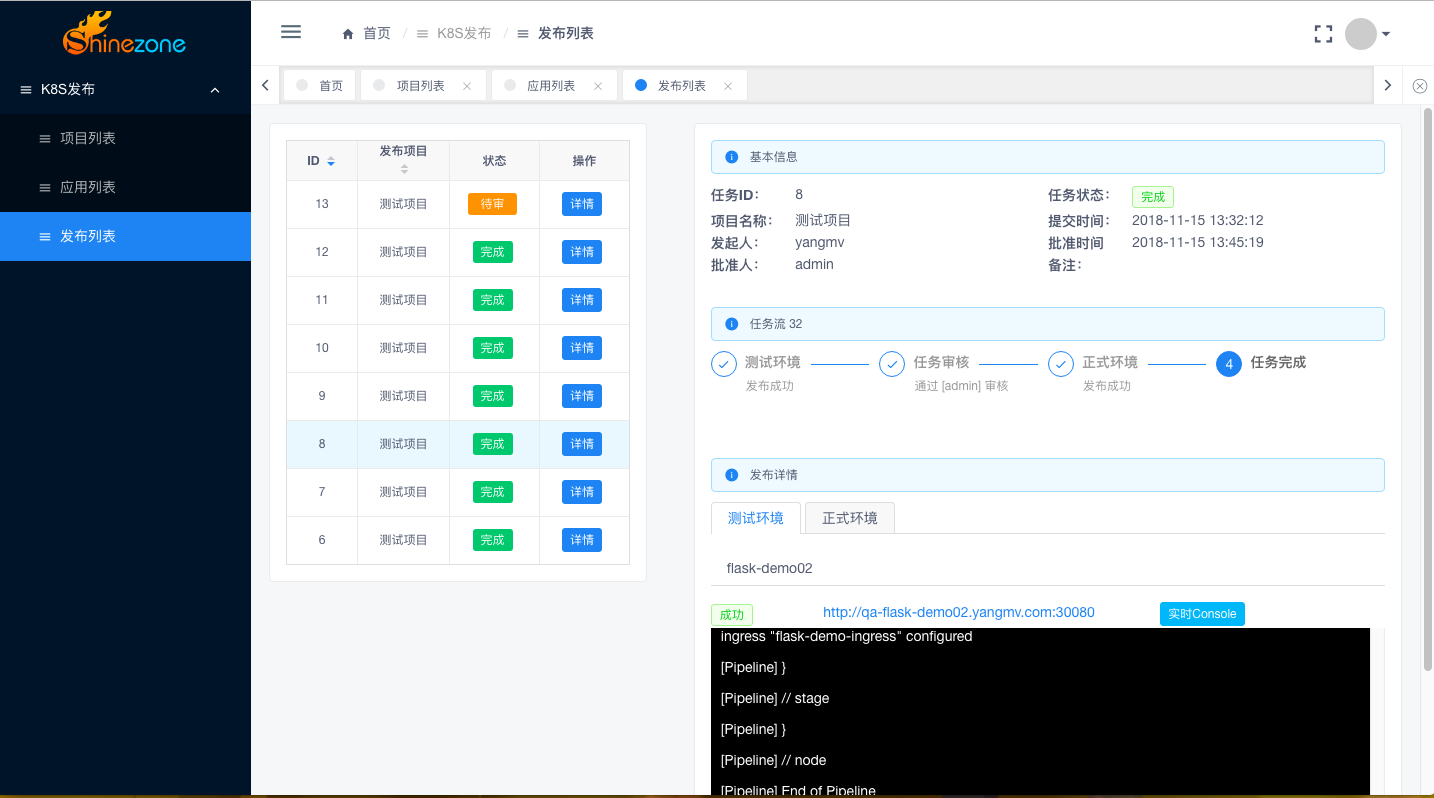 Shinezone
K8S发布
项目列表
应用列表
发布列表
首页 / K8S发布 / 发布列表
首页 项目列表 应用列表 发布列表
ID 发布项目 状态 操作
13 测试项目 待审 详情
12 测试项目 完成 详情
11 测试项目 完成 详情
10 测试项目 完成 详情
9 测试项目 完成 详情
8 测试项目 完成 详情
7 测试项目 完成 详情
6 测试项目 完成 详情
基本信息
任务ID: 8 任务状态: 完成
项目名称: 测试项目 提交时间: 2018-11-15 13:32:12
发起人: yangmv 批准时间 2018-11-15 13:45:19
批准人: admin 备注:
任务流 32
测试环境 任务审核 正式环境 4 任务完成
发布成功 通过 [admin] 审核 发布成功
发布详情
测试环境 正式环境
flask-demo02
成功 http://qa-flask-demo02.yangmv.com:30080 实时Console
ingress "flask-demo-ingress" configured
[Pipeline] }
[Pipeline] // stage
[Pipeline] }
[Pipeline] // node
[Pipeline] End of Pipeline